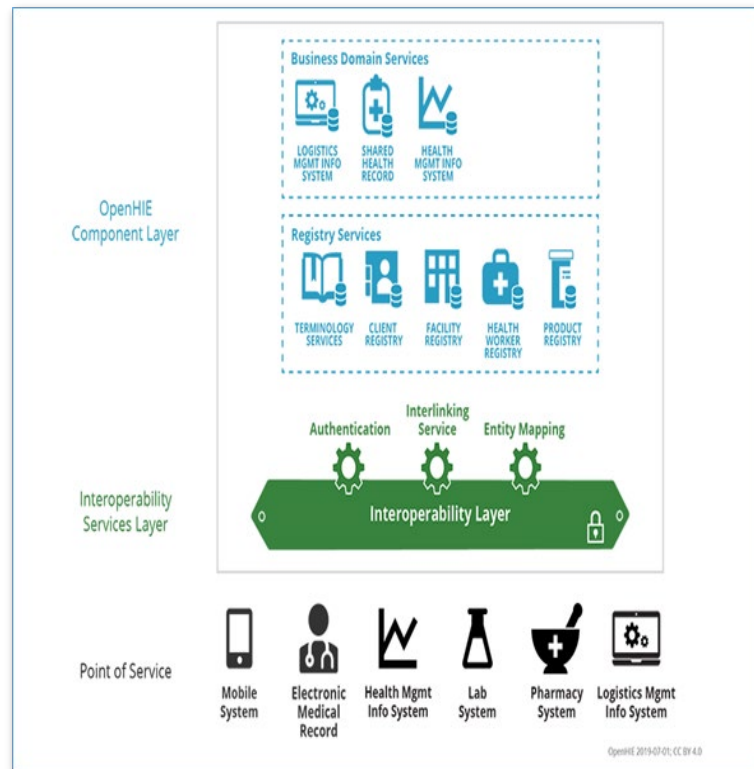 Business Domain Services
LOGISTICS
MGMT INFO
SYSTEM
SHARED
HEALTH
RECORD
HEALTH
MGMT INFO
SYSTEM
OpenHIE
Component Layer
Registry Services
TERMINOLOGY
SERVICES
CLIENT
REGISTRY
FACILITY
REGISTRY
HEALTH
WORKER
REGISTRY
PRODUCT
REGISTRY
Authentication
Interlinking
Service
Entity Mapping
Interoperability
Services Layer
Interoperability Layer
Point of Service
Mobile
System
Electronic
Medical
Record
Health Mgmt
Info System
Lab
System
Pharmacy
System
Logistics Mgmt
Info System
OpenHIE 2019-07-01; CC BY 4.0